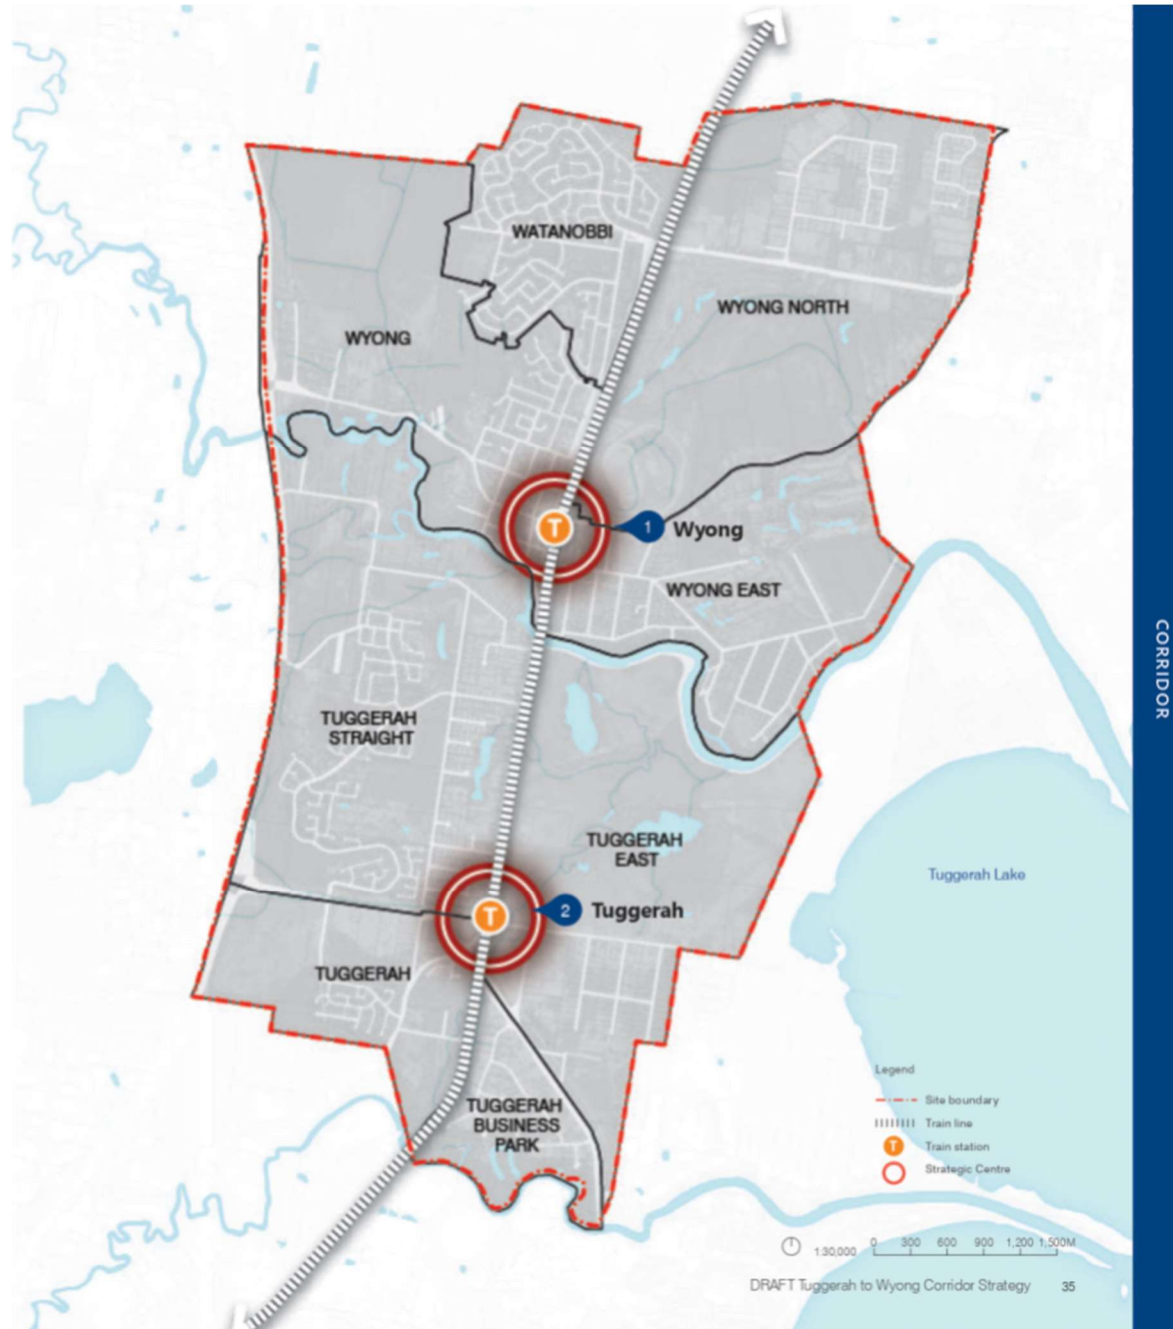 WATANOBBI
WYONG NORTH
WYONG
T
1
Wyong
WYONG EAST
TUGGERAH
STRAIGHT
TUGGERAH
EAST
Tuggerah Lake
T
2
Tuggerah
TUGGERAH
TUGGERAH
BUSINESS
PARK
Legend
Site boundary
Train line
T
Train station
Strategic Centre
1:30,000
0 300 600 900 1,200 1,500M
DRAFT Tuggerah to Wyong Corridor Strategy 35
CORRIDOR